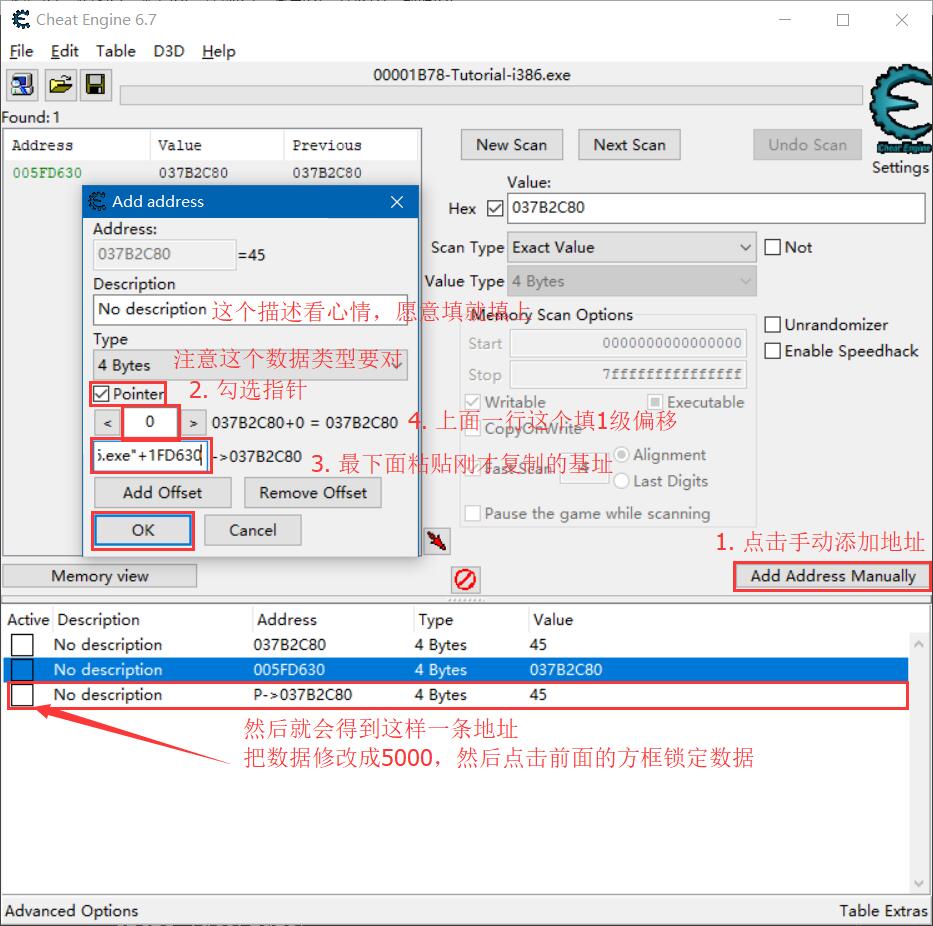 Cheat Engine 6.7
File Edit Table D3D Help
00001B78-Tutorial-i386.exe
Found: 1
Address Value Previous
005FD630 037B2C80 037B2C80
New Scan Next Scan Undo Scan
Cheat Engine
Settings
Value:
Hex 037B2C80
Scan Type Exact Value Not
Value Type 4 Bytes
Memory Scan Options
Start 0000000000000000
Stop 7fffffffffffffff
Writable Executable
CopyOnWrite
Fast Scan 4 Alignment
Last Digits
Pause the game while scanning
Unrandomizer
Enable Speedhack
Add address
Address:
037B2C80 =45
Description
No description 这个描述看心情，愿意填就填上
Type
4 Bytes 注意这个数据类型要对
Pointer 2. 勾选指针
< 0 > 037B2C80+0 = 037B2C80 4. 上面一行这个填1级偏移
.exe"+1FD630 ->037B2C80 3. 最下面粘贴刚才复制的基址
Add Offset Remove Offset
OK Cancel
1. 点击手动添加地址
Memory view Add Address Manually
Active Description Address Type Value
No description 037B2C80 4 Bytes 45
No description 005FD630 4 Bytes 037B2C80
No description P->037B2C80 4 Bytes 45
然后就会得到这样一条地址
把数据修改成5000，然后点击前面的方框锁定数据
Advanced Options Table Extras